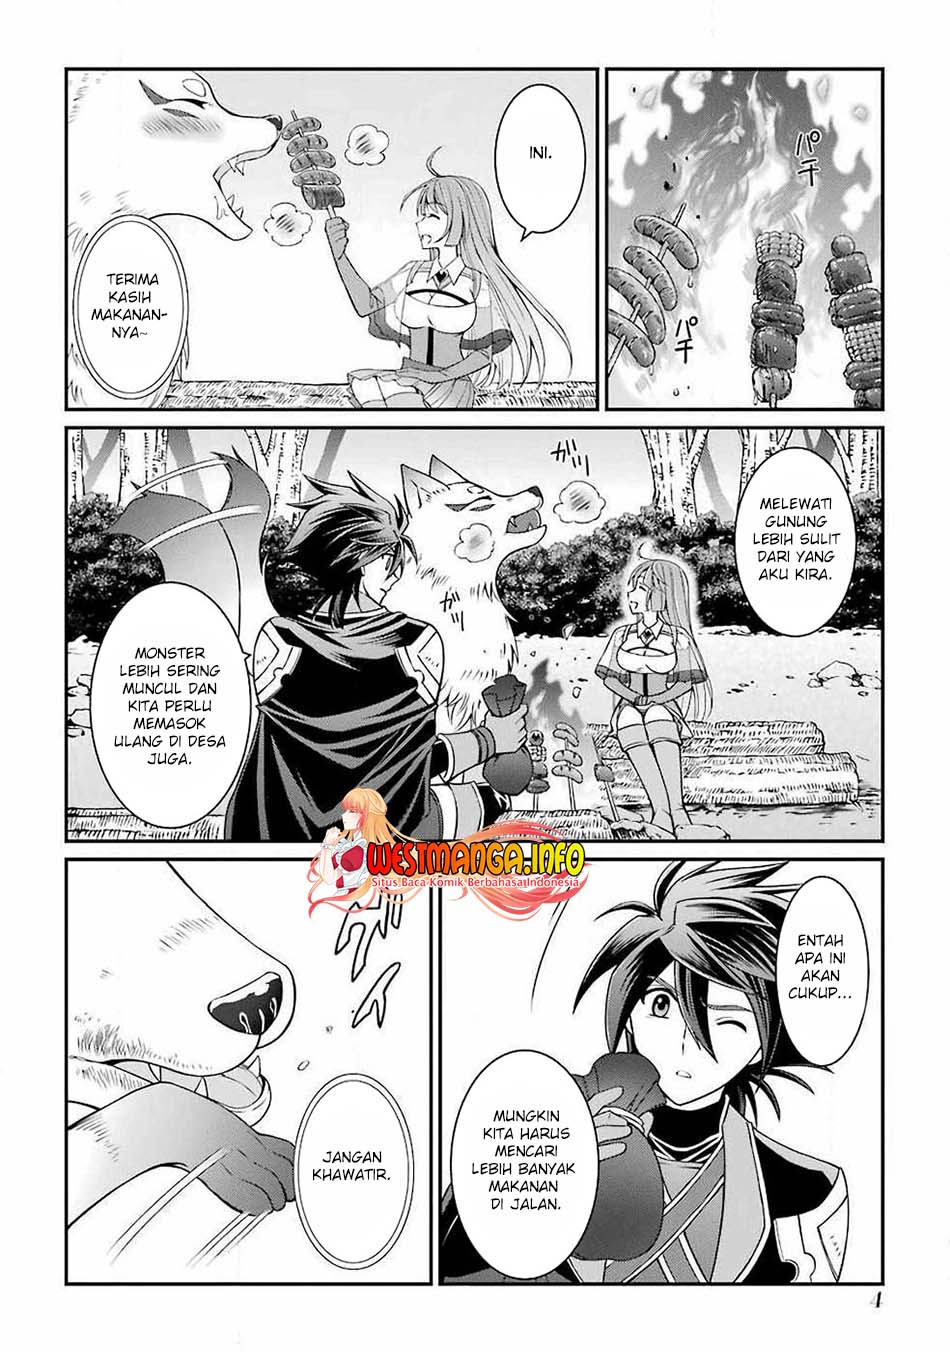 パチ
パチ
INI.
TERIMA
KASIH
MAKANAN-
NYA~
MELEWATI
GUNUNG
LEBIH SULIT
DARI YANG
AKU KIRA.
MONSTER
LEBIH SERING
MUNCUL DAN
KITA PERLU
MEMASOK
ULANG DI DESA
JUGA.
WESTMANGA.INFO
Situs Baca Komik Berbahasa Indonesia
ENTAH
APA INI
AKAN
CUKUP...
MUNGKIN
KITA HARUS
MENCARI
LEBIH BANYAK
MAKANAN
DI JALAN.
JANGAN
KHAWATIR.
4